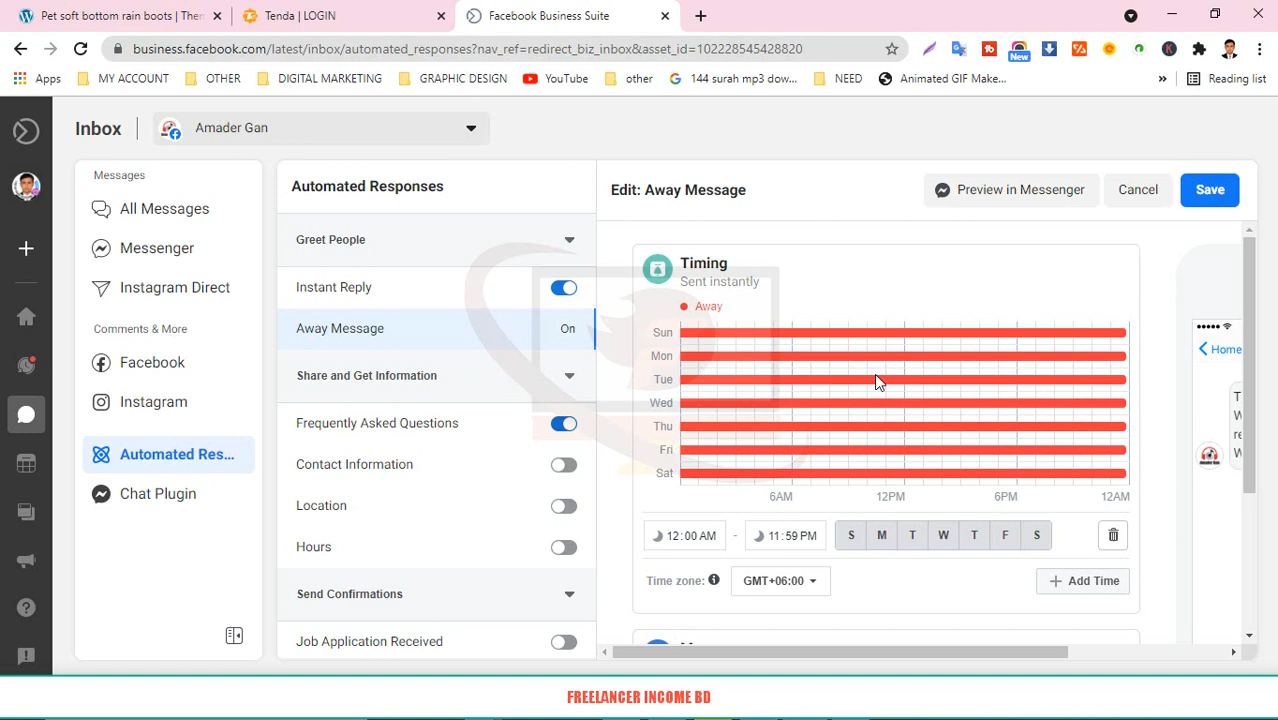 Pet soft bottom rain boots | Ther
Tenda | LOGIN
Facebook Business Suite
business.facebook.com/latest/inbox/automated_responses?nav_ref=redirect_biz_inbox&asset_id=102228545428820
New
Apps
MY ACCOUNT
OTHER
DIGITAL MARKETING
GRAPHIC DESIGN
YouTube
other
144 surah mp3 dow...
NEED
Animated GIF Make...
»
Reading list
Inbox
Amader Gan
Messages
All Messages
Messenger
Instagram Direct
Comments & More
Facebook
Instagram
Automated Res...
Chat Plugin
Automated Responses
Greet People
Instant Reply
Away Message
On
Share and Get Information
Frequently Asked Questions
Contact Information
Location
Hours
Send Confirmations
Job Application Received
Edit: Away Message
Preview in Messenger
Cancel
Save
Timing
Sent instantly
Away
Sun
Mon
Tue
Wed
Thu
Fri
Sat
6AM 12PM 6PM 12AM
12:00 AM - 11:59 PM S M T W T F S
Time zone: GMT+06:00
+ Add Time
Home
FREELANCER INCOME BD